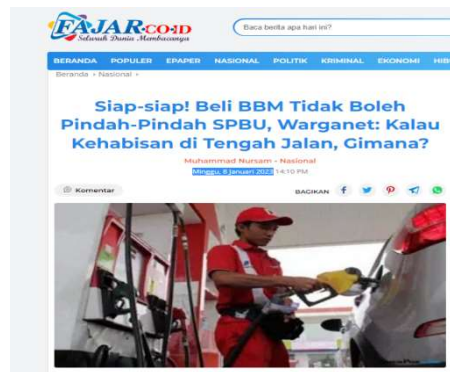 FAJAR.CO.ID
Seluruh Dunia Membacanya
Baca berita apa hari ini?
BERANDA POPULER EPAPER NASIONAL POLITIK KRIMINAL EKONOMI HIB
Beranda › Nasional ›
Siap-siap! Beli BBM Tidak Boleh
Pindah-Pindah SPBU, Warganet: Kalau
Kehabisan di Tengah Jalan, Gimana?
Muhammad Nursam - Nasional
Minggu, 8 Januari 2023 14:10 PM
Komentar
BAGIKAN